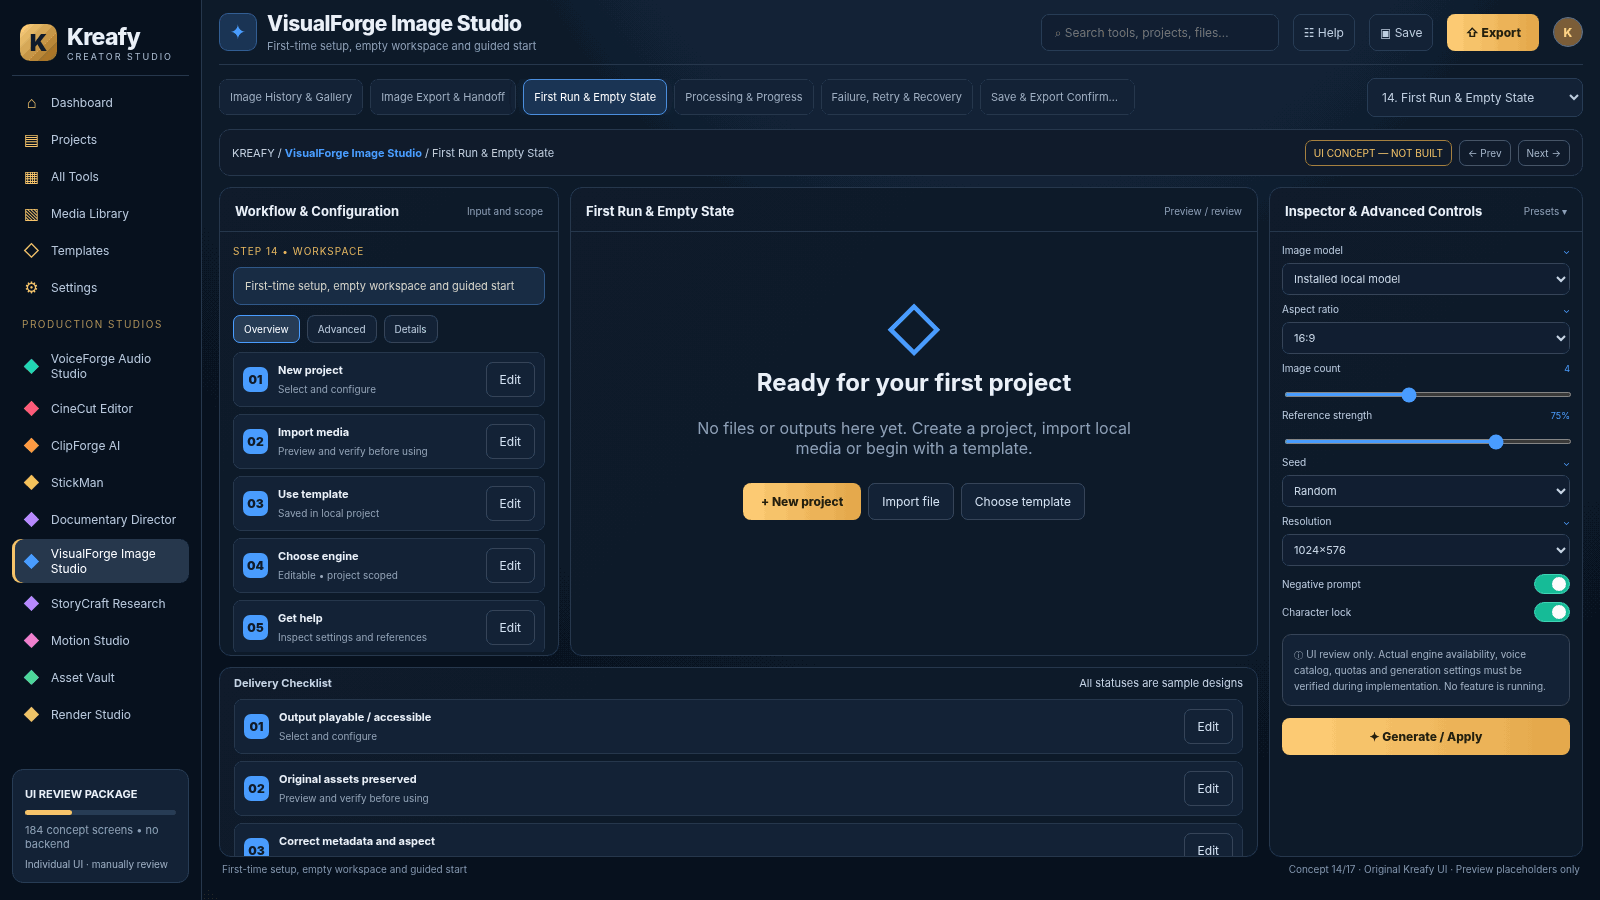 K Kreafy
CREATOR STUDIO
Dashboard
Projects
All Tools
Media Library
Templates
Settings
PRODUCTION STUDIOS
VoiceForge Audio
Studio
CineCut Editor
ClipForge AI
StickMan
Documentary Director
VisualForge Image
Studio
StoryCraft Research
Motion Studio
Asset Vault
Render Studio
UI REVIEW PACKAGE
184 concept screens • no
backend
Individual UI · manually review
VisualForge Image Studio
First-time setup, empty workspace and guided start
Search tools, projects, files...
Help
Save
Export
K
Image History & Gallery
Image Export & Handoff
First Run & Empty State
Processing & Progress
Failure, Retry & Recovery
Save & Export Confirm...
14. First Run & Empty State
KREAFY / VisualForge Image Studio / First Run & Empty State
UI CONCEPT — NOT BUILT
← Prev
Next →
Workflow & Configuration
Input and scope
STEP 14 • WORKSPACE
First-time setup, empty workspace and guided start
Overview
Advanced
Details
01
New project
Select and configure
Edit
02
Import media
Preview and verify before using
Edit
03
Use template
Saved in local project
Edit
04
Choose engine
Editable • project scoped
Edit
05
Get help
Inspect settings and references
Edit
First Run & Empty State
Preview / review
Ready for your first project
No files or outputs here yet. Create a project, import local
media or begin with a template.
+ New project
Import file
Choose template
Delivery Checklist
All statuses are sample designs
01
Output playable / accessible
Select and configure
Edit
02
Original assets preserved
Preview and verify before using
Edit
03
Correct metadata and aspect
Edit
Inspector & Advanced Controls
Presets ▾
Image model
Installed local model
Aspect ratio
16:9
Image count
4
Reference strength
75%
Seed
Random
Resolution
1024×576
Negative prompt
Character lock
ⓘ UI review only. Actual engine availability, voice
catalog, quotas and generation settings must be
verified during implementation. No feature is running.
✦ Generate / Apply
First-time setup, empty workspace and guided start
Concept 14/17 · Original Kreafy UI · Preview placeholders only